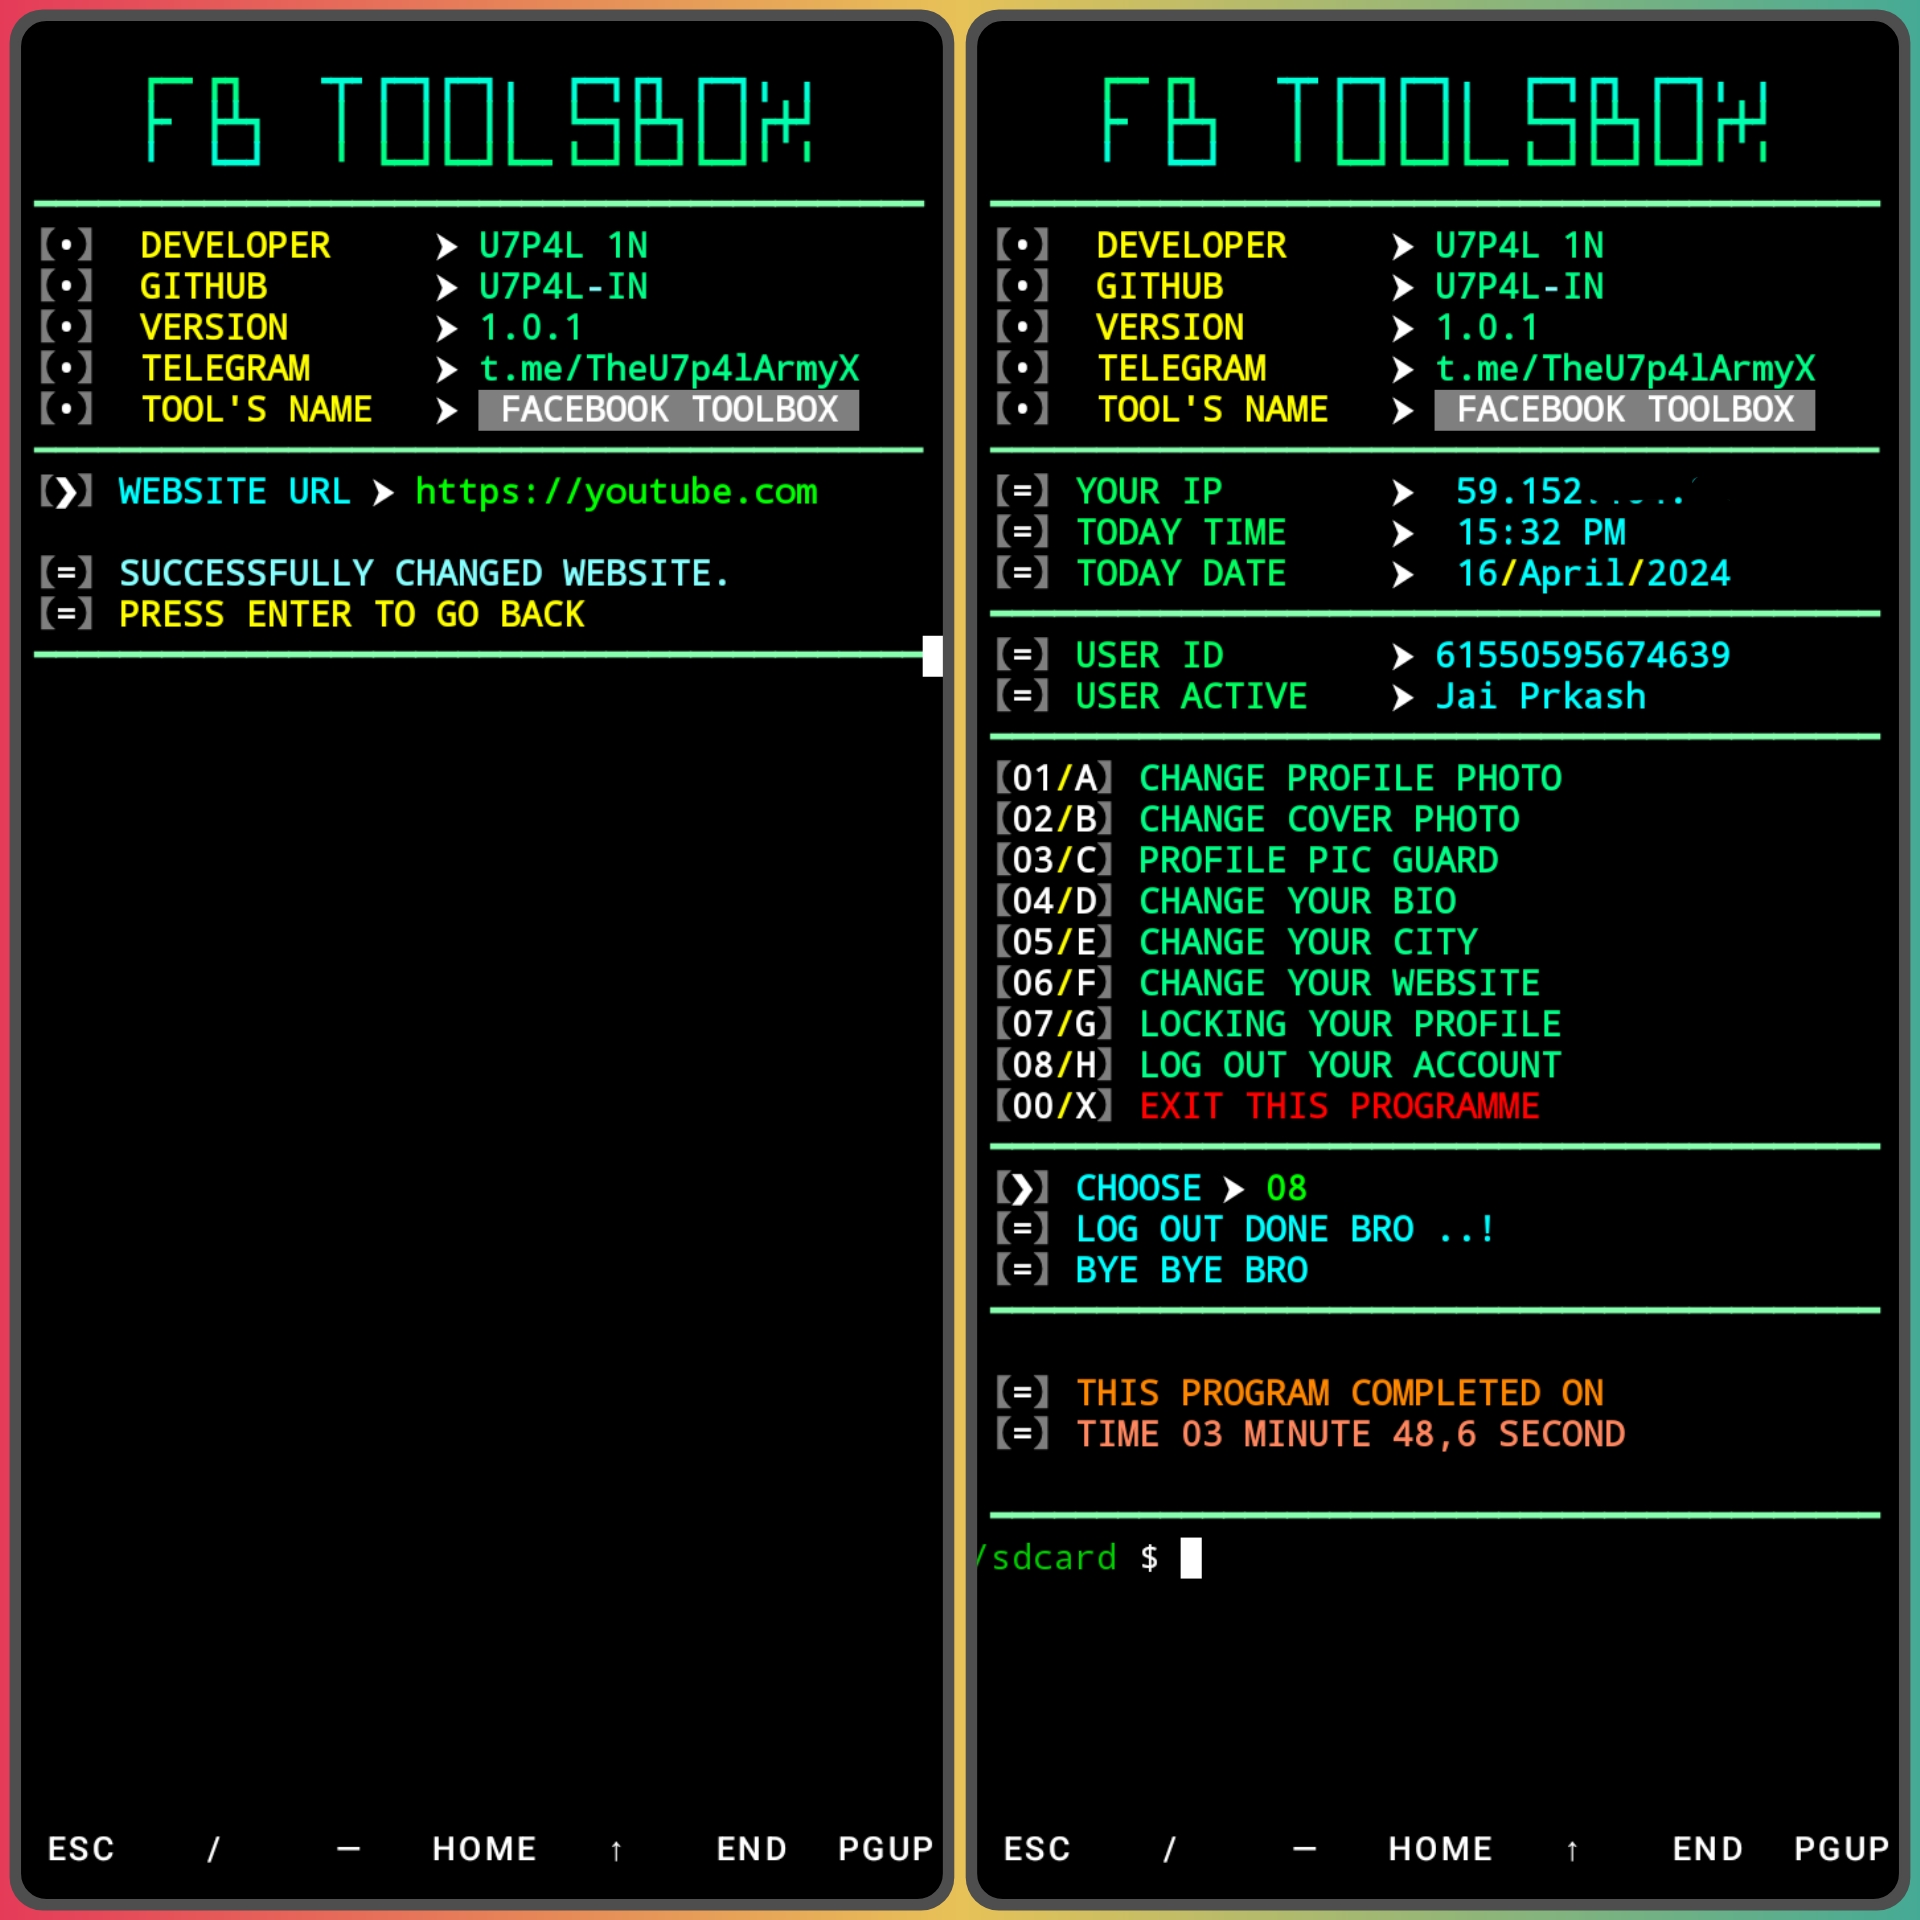 FB TOOLSBOX
(•) DEVELOPER ➤ U7P4L 1N
(•) GITHUB ➤ U7P4L-IN
(•) VERSION ➤ 1.0.1
(•) TELEGRAM ➤ t.me/TheU7p4lArmyX
(•) TOOL'S NAME ➤ FACEBOOK TOOLBOX
(❯) WEBSITE URL ➤ https://youtube.com
(=) SUCCESSFULLY CHANGED WEBSITE.
(=) PRESS ENTER TO GO BACK
ESC / — HOME ↑ END PGUP
FB TOOLSBOX
(•) DEVELOPER ➤ U7P4L 1N
(•) GITHUB ➤ U7P4L-IN
(•) VERSION ➤ 1.0.1
(•) TELEGRAM ➤ t.me/TheU7p4lArmyX
(•) TOOL'S NAME ➤ FACEBOOK TOOLBOX
(=) YOUR IP ➤ 59.152.
(=) TODAY TIME ➤ 15:32 PM
(=) TODAY DATE ➤ 16/April/2024
(=) USER ID ➤ 61550595674639
(=) USER ACTIVE ➤ Jai Prkash
(01/A) CHANGE PROFILE PHOTO
(02/B) CHANGE COVER PHOTO
(03/C) PROFILE PIC GUARD
(04/D) CHANGE YOUR BIO
(05/E) CHANGE YOUR CITY
(06/F) CHANGE YOUR WEBSITE
(07/G) LOCKING YOUR PROFILE
(08/H) LOG OUT YOUR ACCOUNT
(00/X) EXIT THIS PROGRAMME
(❯) CHOOSE ➤ 08
(=) LOG OUT DONE BRO ..!
(=) BYE BYE BRO
(=) THIS PROGRAM COMPLETED ON
(=) TIME 03 MINUTE 48,6 SECOND
/sdcard $
ESC / — HOME ↑ END PGUP